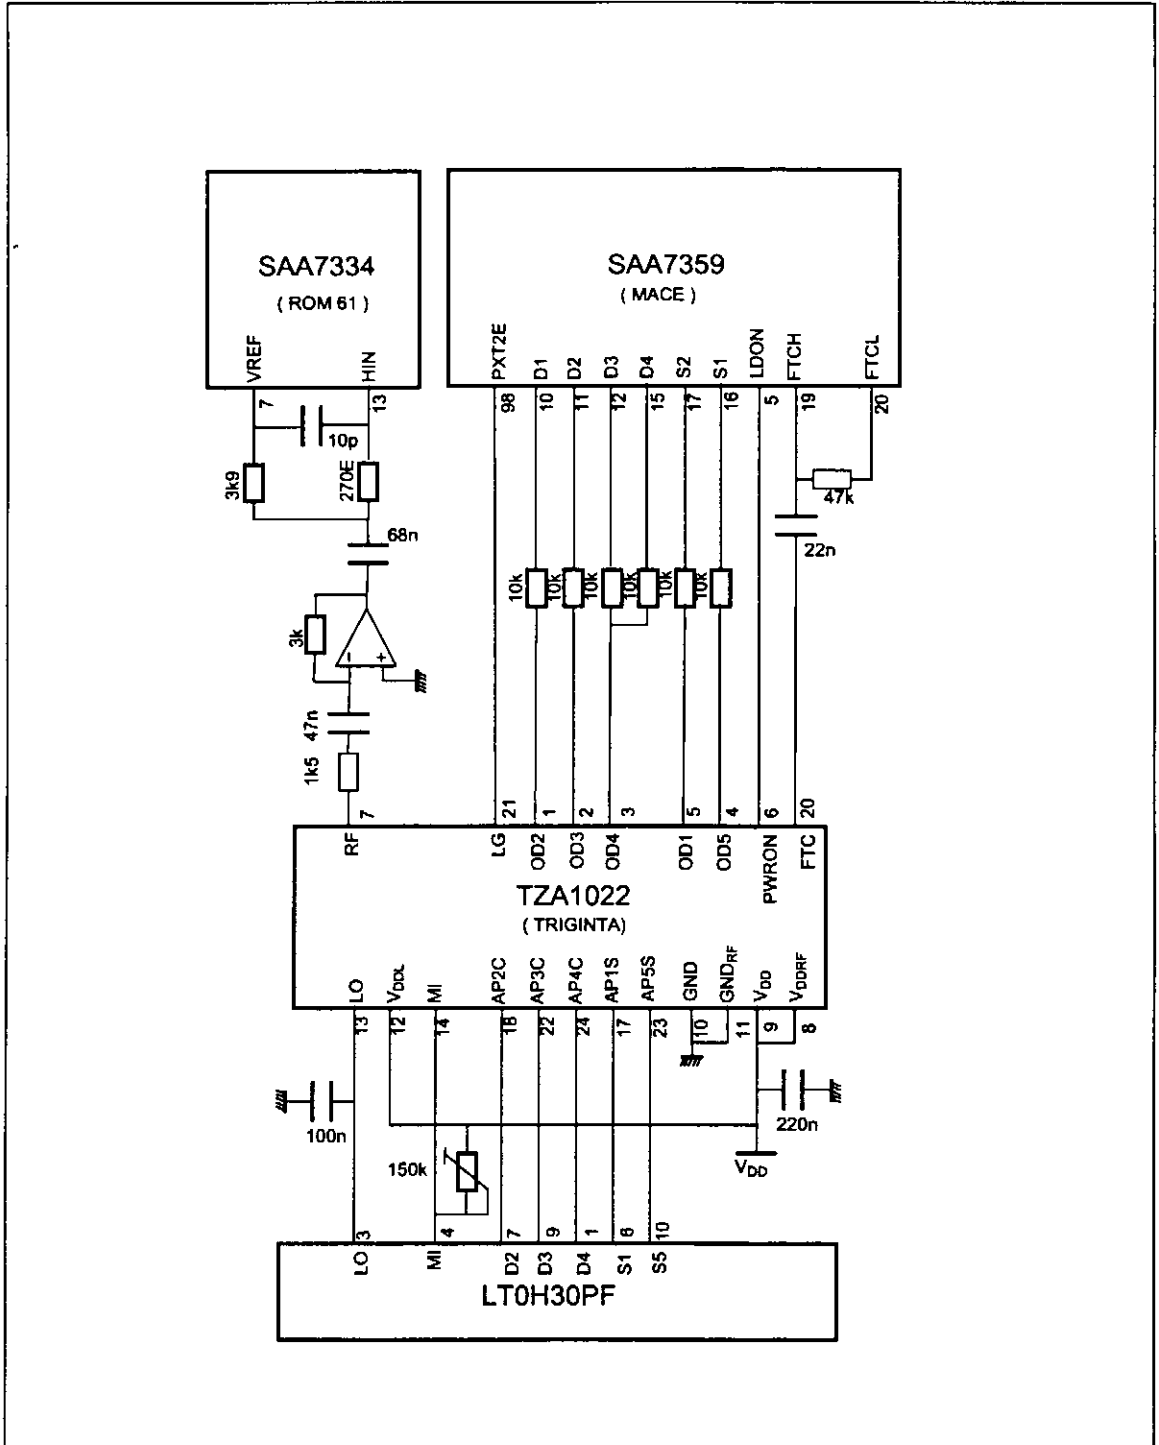 SAA7334
( ROM 61 )
VREF
HIN
7
13
SAA7359
( MACE )
PXT2E
D1
D2
D3
D4
S2
S1
LDON
FTCH
FTCL
98
10
11
12
15
17
16
5
19
20
10p
3k9
270E
68n
47k
22n
10k
10k
10k
10k
10k
10k
3k
-
+
47n
1k5
7
21
1
2
3
5
4
6
20
RF
LG
OD2
OD3
OD4
OD1
OD5
PWRON
FTC
TZA1022
( TRIGINTA)
LO
VDDL
MI
AP2C
AP3C
AP4C
AP1S
AP5S
GND
GNDRF
VDD
VDDRF
13
12
14
18
22
24
17
23
10
11
9
8
100n
220n
150k
VDD
3
4
7
9
1
6
10
LO
MI
D2
D3
D4
S1
S5
LT0H30PF